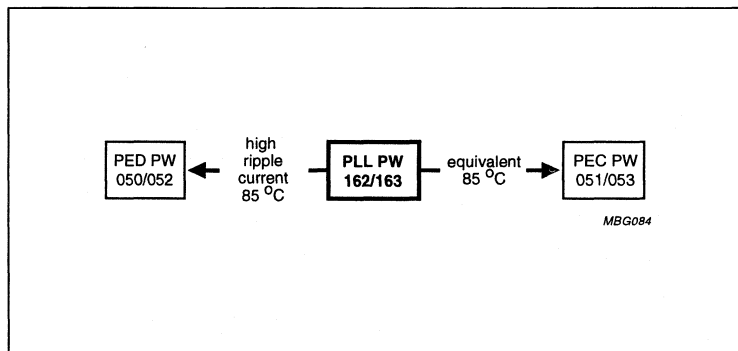 PED PW
050/052
high
ripple
current
85 °C
PLL PW
162/163
equivalent
85 °C
PEC PW
051/053
MBG084